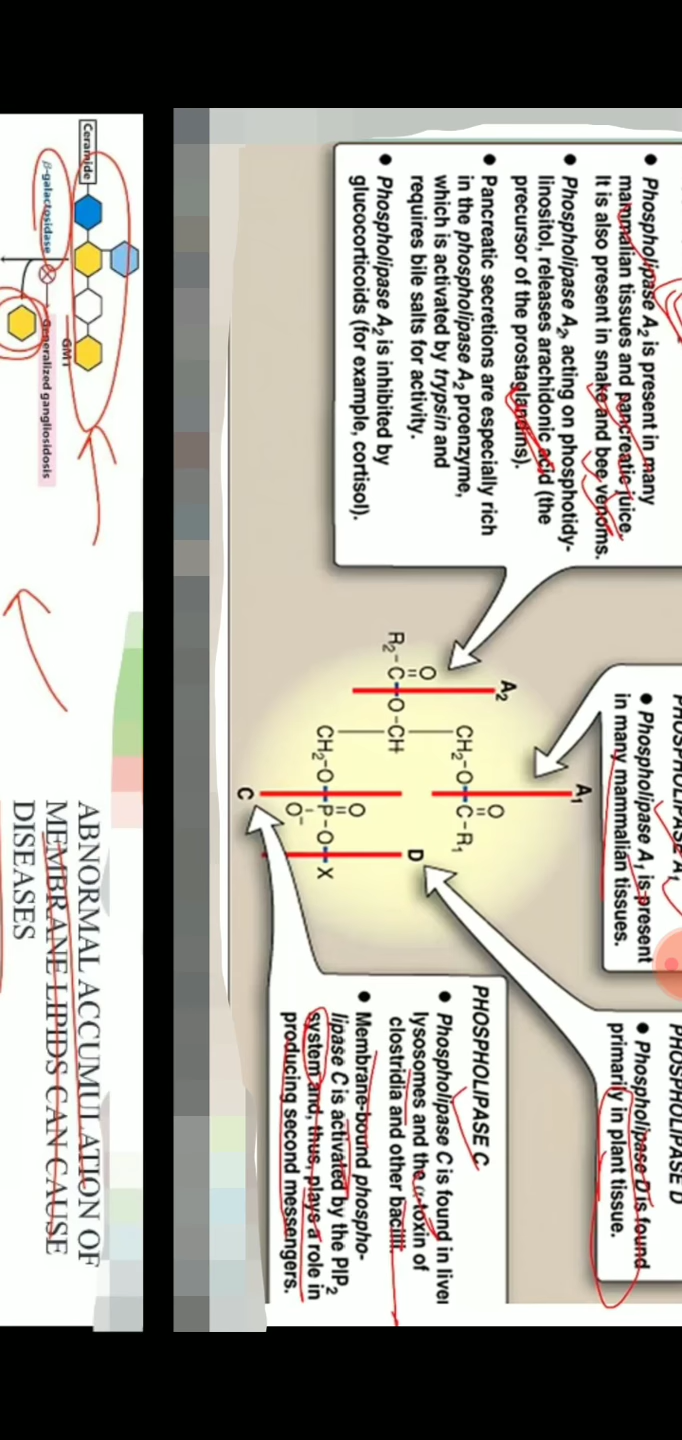 PHOSPHOLIPASE A1
● Phospholipase A1 is present
in many mammalian tissues.
PHOSPHOLIPASE D
● Phospholipase D is found
primarily in plant tissue.
● Phospholipase A2 is present in many
mammalian tissues and pancreatic juice.
It is also present in snake and bee venoms.
● Phospholipase A2, acting on phosphotidy-
linositol, releases arachidonic acid (the
precursor of the prostaglandins).
● Pancreatic secretions are especially rich
in the phospholipase A2 proenzyme,
which is activated by trypsin and
requires bile salts for activity.
● Phospholipase A2 is inhibited by
glucocorticoids (for example, cortisol).
A1
A2
O
CH2-O-C-R1
O
R2-C-O-CH
O
CH2-O-P-O-X
O-
D
C
PHOSPHOLIPASE C
● Phospholipase C is found in liver
lysosomes and the α-toxin of
clostridia and other bacilli.
● Membrane-bound phospho-
lipase C is activated by the PIP2
system and, thus, plays a role in
producing second messengers.
Ceramide
GM1
β-galactosidase
Generalized gangliosidosis
ABNORMAL ACCUMULATION OF
MEMBRANE LIPIDS CAN CAUSE
DISEASES